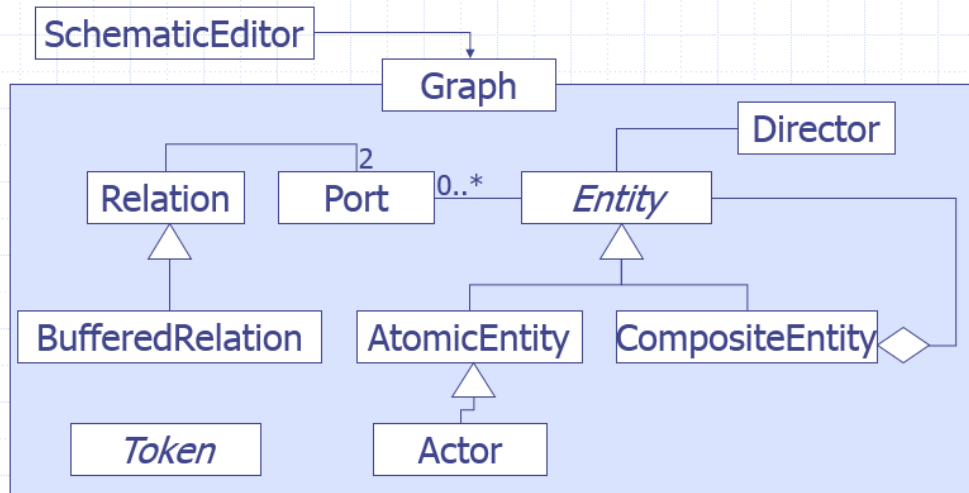 SchematicEditor
Graph
Director
2
Relation
Port
0..*
Entity
BufferedRelation
AtomicEntity
CompositeEntity
Token
Actor